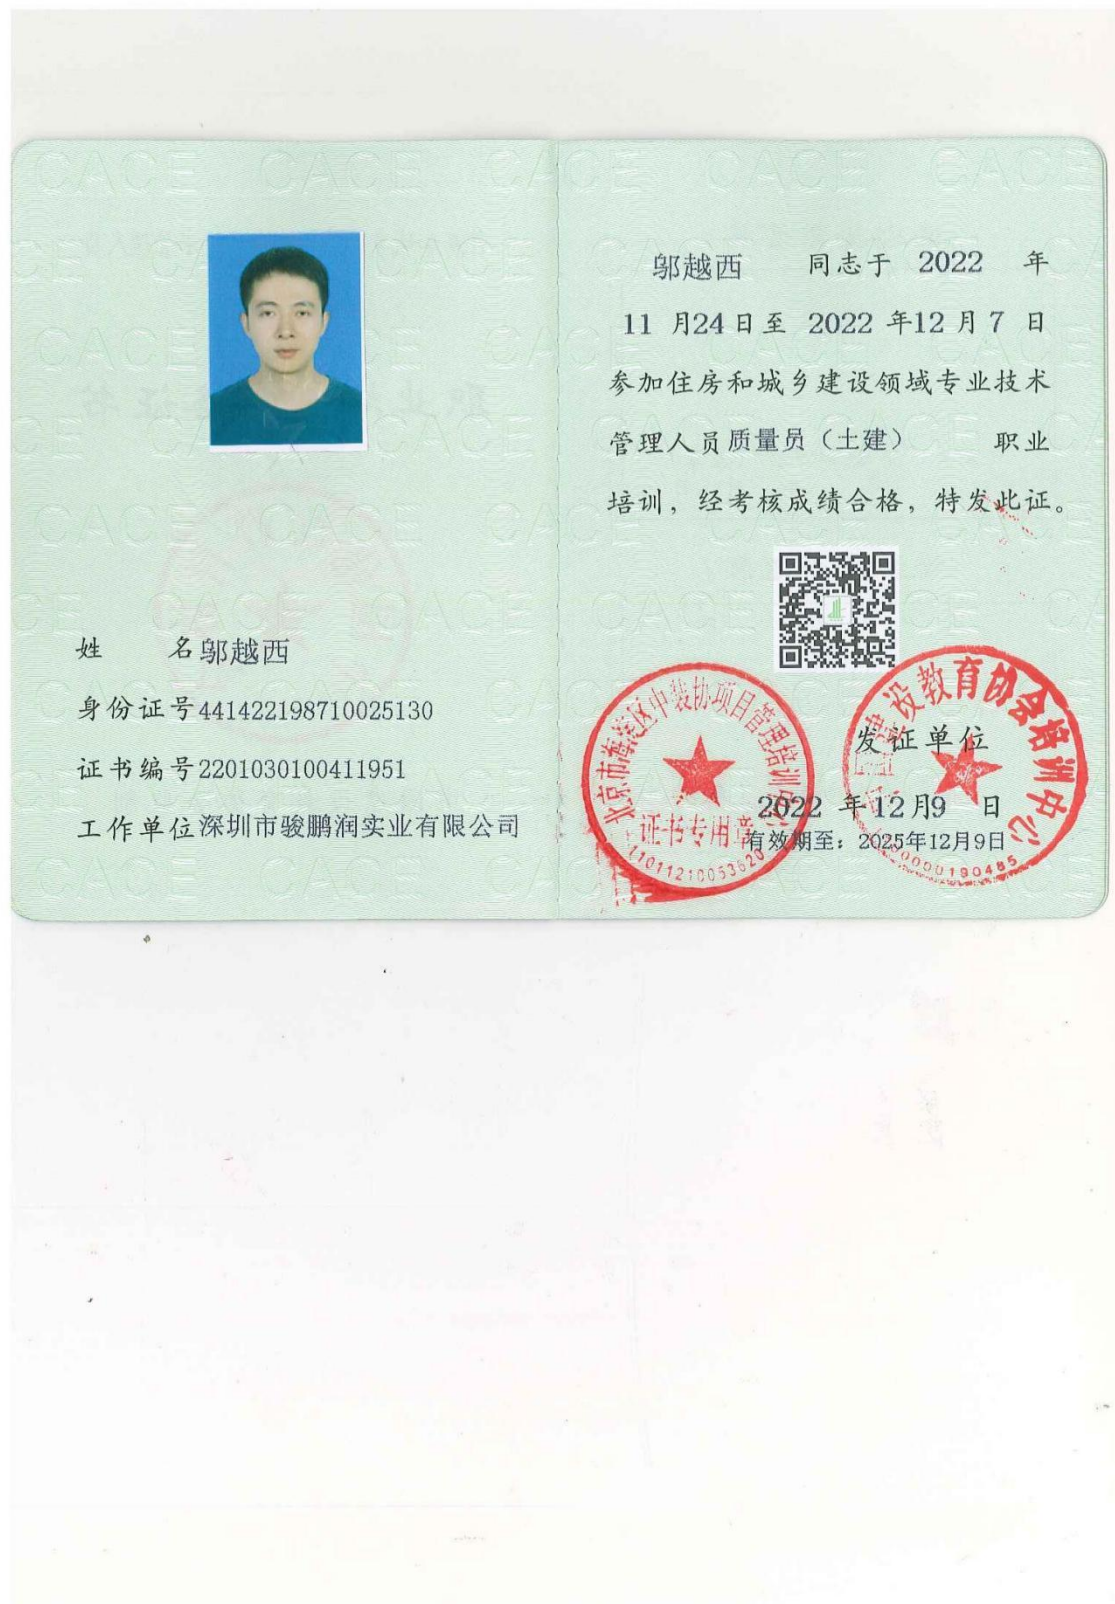 姓 名邬越西
身份证号441422198710025130
证书编号2201030100411951
工作单位深圳市骏鹏润实业有限公司
邬越西 同志于 2022 年
11 月24日至 2022 年12月7日
参加住房和城乡建设领域专业技术
管理人员质量员（土建） 职业
培训，经考核成绩合格，特发此证。
北京市海淀区中装协项目管理培训中心
证书专用章
11011210053620
建设教育协会培训中心
发证单位
2022 年12月9 日
有效期至：2025年12月9日
CACE